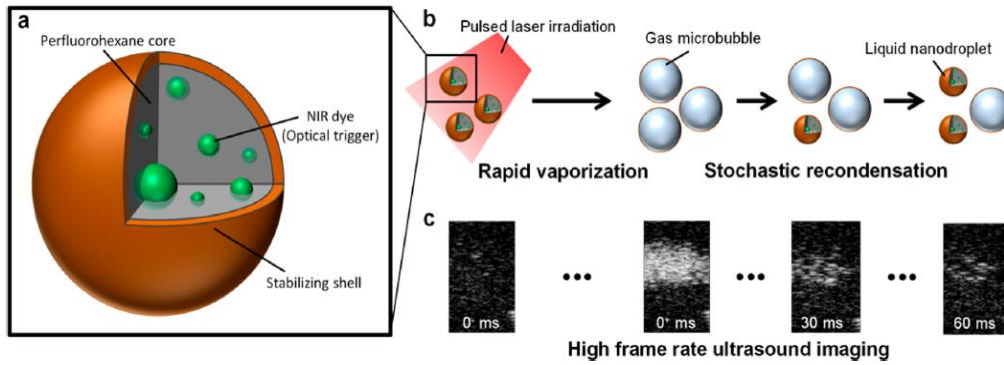 a
Perfluorohexane core
NIR dye
(Optical trigger)
Stabilizing shell
b
Pulsed laser irradiation
Gas microbubble
Liquid nanodroplet
Rapid vaporization
Stochastic recondensation
c
0⁻ ms
0⁺ ms
30 ms
60 ms
High frame rate ultrasound imaging